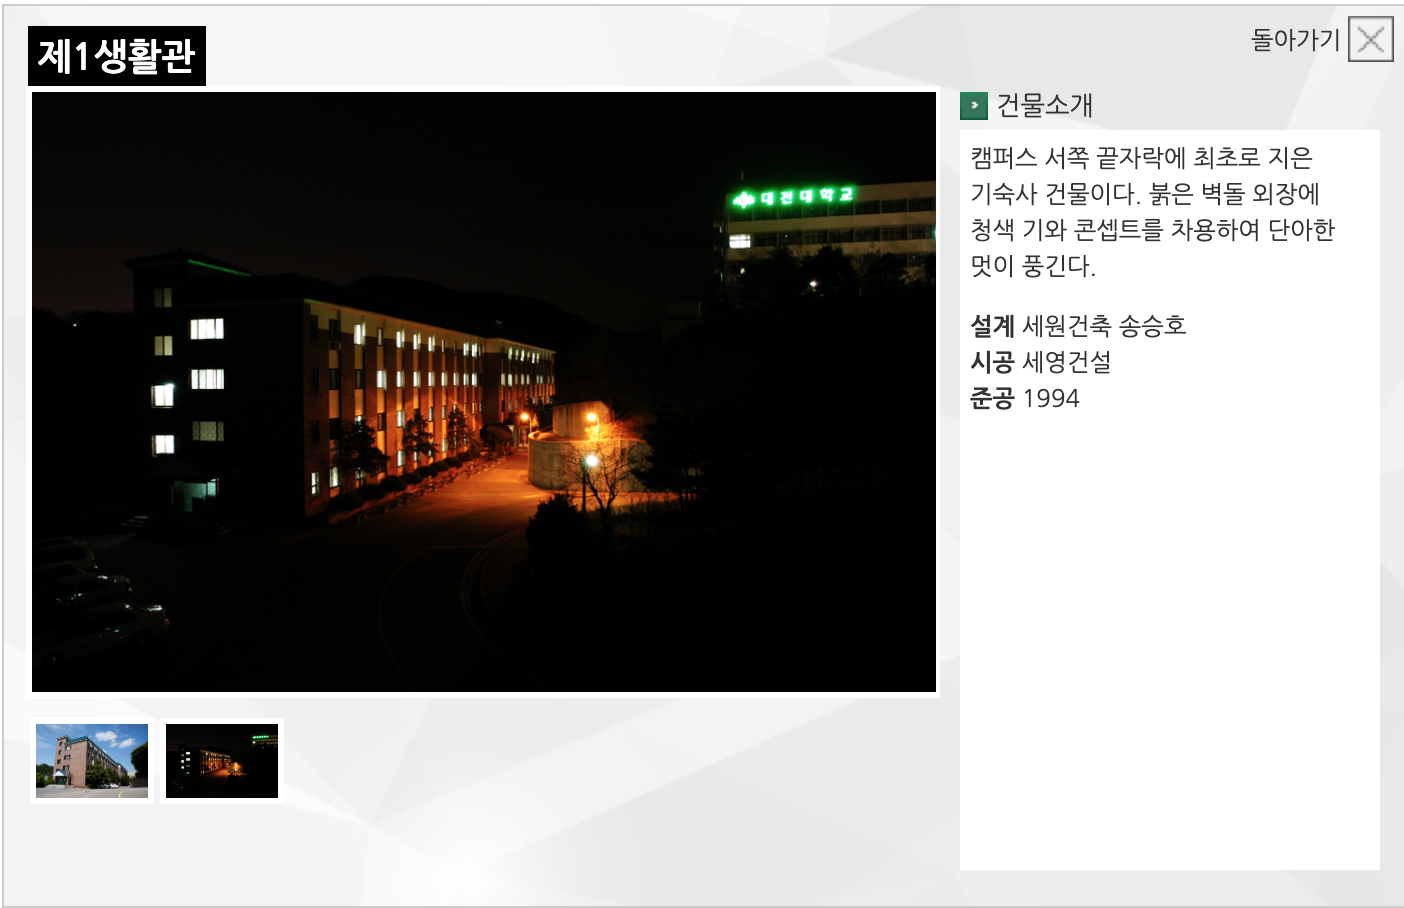 제1생활관
돌아가기
대전대학교
건물소개
캠퍼스 서쪽 끝자락에 최초로 지은
기숙사 건물이다. 붉은 벽돌 외장에
청색 기와 콘셉트를 차용하여 단아한
멋이 풍긴다.
설계 세원건축 송승호
시공 세영건설
준공 1994